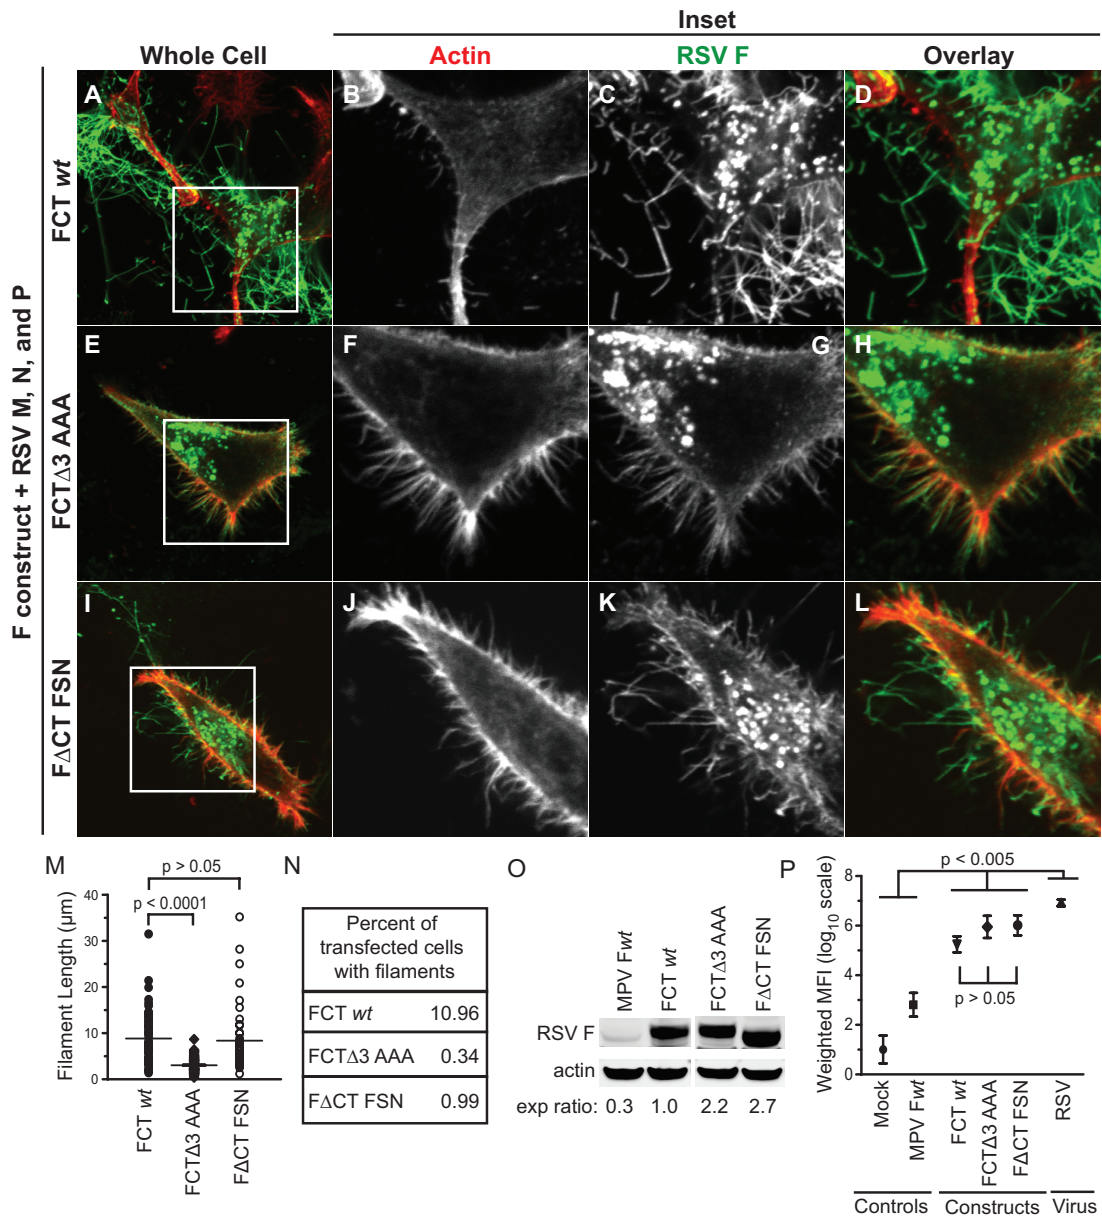 Inset
Whole Cell
Actin
RSV F
Overlay
F construct + RSV M, N, and P
FCT wt
A
B
C
D
FCTΔ3 AAA
E
F
G
H
FΔCT FSN
I
J
K
L
M
p > 0.05
p < 0.0001
Filament Length (μm)
40
30
20
10
0
FCT wt
FCTΔ3 AAA
FΔCT FSN
N
Percent of
transfected cells
with filaments
FCT wt 10.96
FCTΔ3 AAA 0.34
FΔCT FSN 0.99
O
MPV Fwt
FCT wt
FCTΔ3 AAA
FΔCT FSN
RSV F
actin
exp ratio: 0.3 1.0 2.2 2.7
P
p < 0.005
Weighted MFI (log10 scale)
8
6
4
2
0
p > 0.05
Mock
MPV Fwt
FCT wt
FCTΔ3 AAA
FΔCT FSN
RSV
Controls Constructs Virus